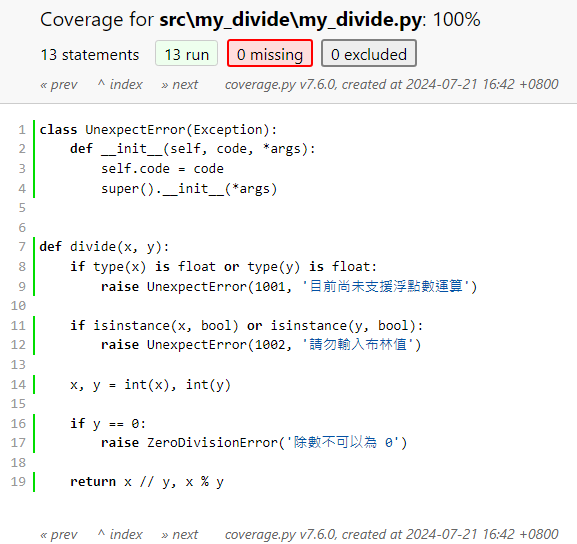 Coverage for src\my_divide\my_divide.py: 100%
13 statements 13 run 0 missing 0 excluded
« prev ^ index » next coverage.py v7.6.0, created at 2024-07-21 16:42 +0800
1 class UnexpectError(Exception):
2     def __init__(self, code, *args):
3         self.code = code
4         super().__init__(*args)
5
6
7 def divide(x, y):
8     if type(x) is float or type(y) is float:
9         raise UnexpectError(1001, '目前尚未支援浮點數運算')
10
11     if isinstance(x, bool) or isinstance(y, bool):
12         raise UnexpectError(1002, '請勿輸入布林值')
13
14     x, y = int(x), int(y)
15
16     if y == 0:
17         raise ZeroDivisionError('除數不可以為 0')
18
19     return x // y, x % y
« prev ^ index » next coverage.py v7.6.0, created at 2024-07-21 16:42 +0800